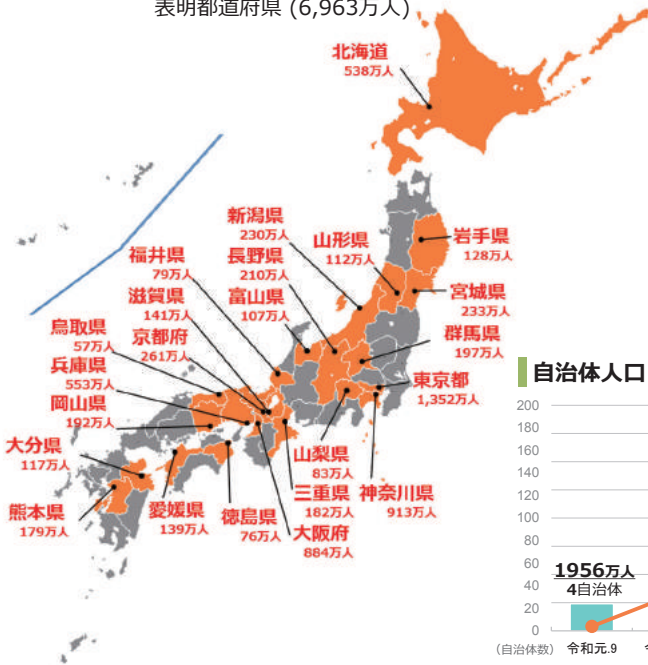 表明都道府県 (6,963万人)
北海道
538万人
新潟県
230万人
山形県
112万人
岩手県
128万人
長野県
210万人
福井県
79万人
宮城県
233万人
滋賀県
141万人
富山県
107万人
鳥取県
57万人
京都府
261万人
群馬県
197万人
兵庫県
553万人
東京都
1,352万人
岡山県
192万人
大分県
117万人
山梨県
83万人
三重県
182万人
神奈川県
913万人
熊本県
179万人
愛媛県
139万人
徳島県
76万人
大阪府
884万人
自治体人口
200
180
160
140
120
100
80
60
40
20
0
1956万人
4自治体
(自治体数)
令和元.9